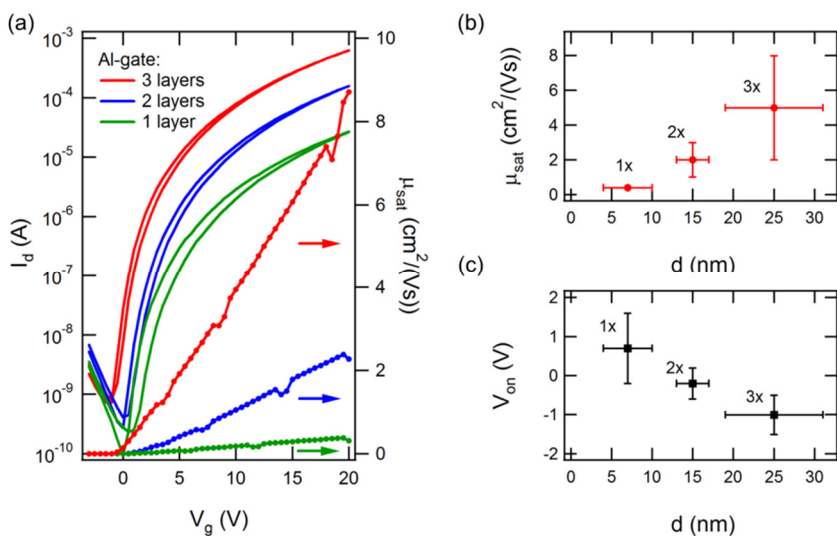 (a)
10⁻³
10⁻⁴
10⁻⁵
10⁻⁶
10⁻⁷
10⁻⁸
10⁻⁹
10⁻¹⁰
I_d (A)
Al-gate:
3 layers
2 layers
1 layer
10
8
6
4
2
0
μ_sat (cm²/(Vs))
0 5 10 15 20
V_g (V)
(b)
8
6
4
2
0
μ_sat (cm²/(Vs))
1x
2x
3x
0 5 10 15 20 25 30
d (nm)
(c)
2
1
0
-1
-2
V_on (V)
1x
2x
3x
0 5 10 15 20 25 30
d (nm)